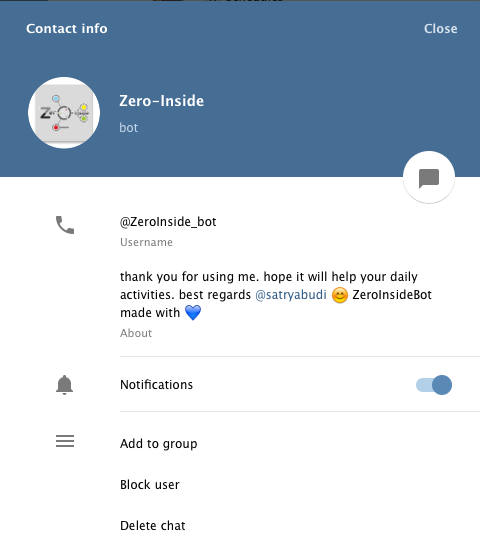 Contact info
Close
Zero-Inside
bot
@ZeroInside_bot
Username
thank you for using me. hope it will help your daily
activities. best regards @satryabudi 😊 ZeroInsideBot
made with 💙
About
Notifications
Add to group
Block user
Delete chat